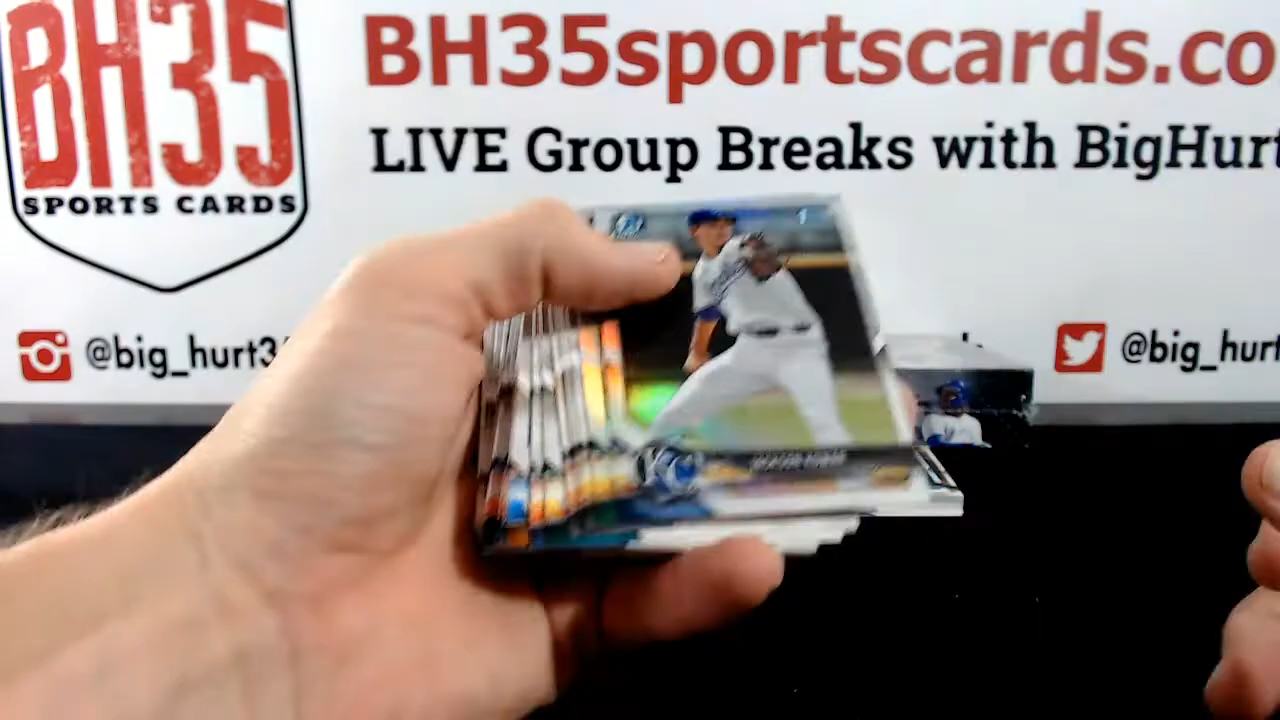 BH35
SPORTS CARDS
BH35sportscards.co
LIVE Group Breaks with BigHurt
@big_hurt3
@big_hurt